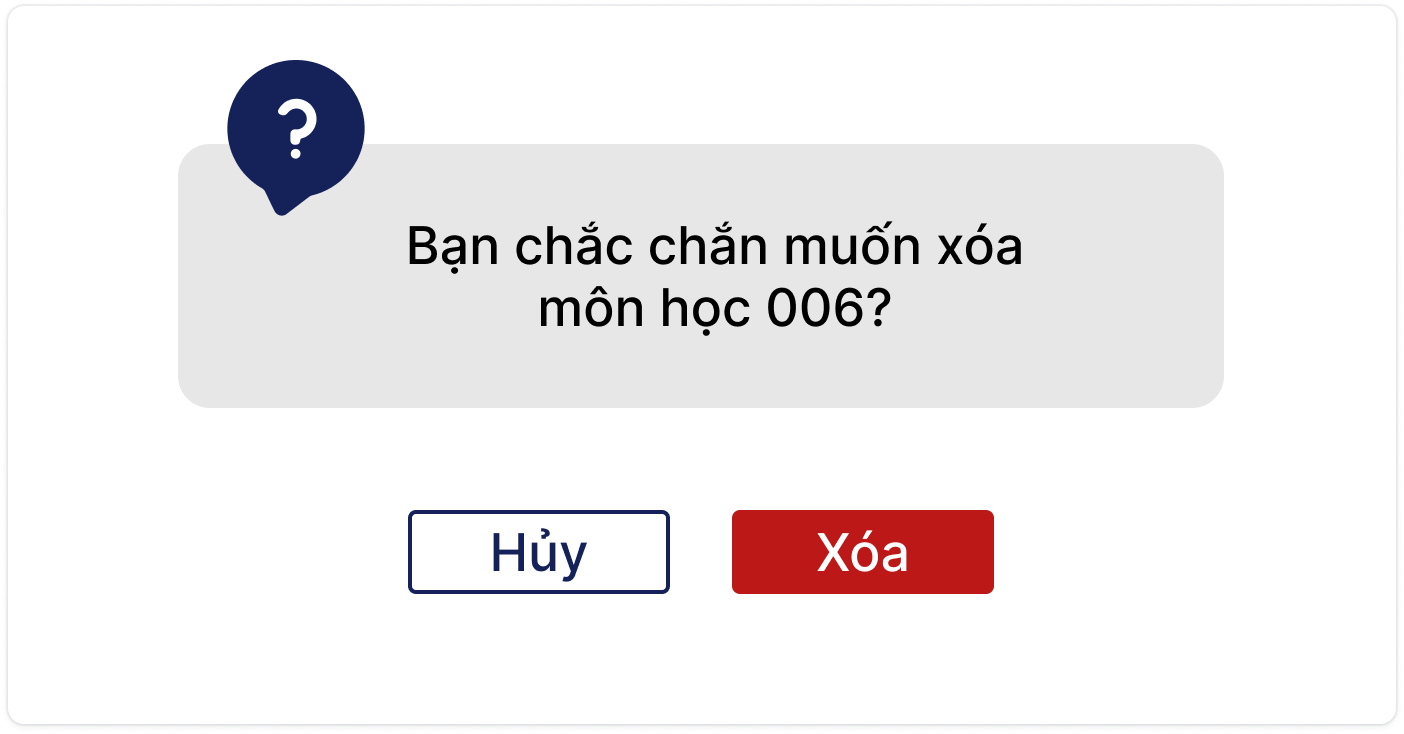 ?
Bạn chắc chắn muốn xóa
môn học 006?
Hủy
Xóa